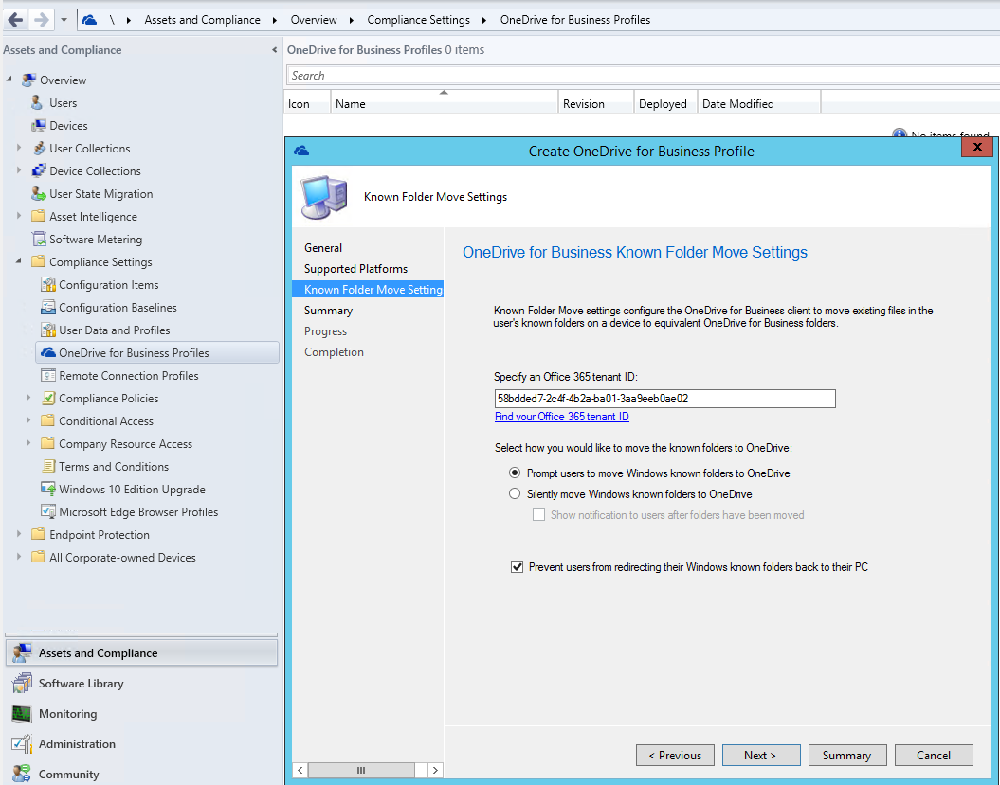 \ Assets and Compliance Overview Compliance Settings OneDrive for Business Profiles
Assets and Compliance
Overview
Users
Devices
User Collections
Device Collections
User State Migration
Asset Intelligence
Software Metering
Compliance Settings
Configuration Items
Configuration Baselines
User Data and Profiles
OneDrive for Business Profiles
Remote Connection Profiles
Compliance Policies
Conditional Access
Company Resource Access
Terms and Conditions
Windows 10 Edition Upgrade
Microsoft Edge Browser Profiles
Endpoint Protection
All Corporate-owned Devices
Assets and Compliance
Software Library
Monitoring
Administration
Community
OneDrive for Business Profiles 0 items
Search
Icon Name Revision Deployed Date Modified
No items found
Create OneDrive for Business Profile
x
Known Folder Move Settings
General
Supported Platforms
Known Folder Move Setting
Summary
Progress
Completion
OneDrive for Business Known Folder Move Settings
Known Folder Move settings configure the OneDrive for Business client to move existing files in the
user's known folders on a device to equivalent OneDrive for Business folders.
Specify an Office 365 tenant ID:
58bdded7-2c4f-4b2a-ba01-3aa9eeb0ae02
Find your Office 365 tenant ID
Select how you would like to move the known folders to OneDrive:
Prompt users to move Windows known folders to OneDrive
Silently move Windows known folders to OneDrive
Show notification to users after folders have been moved
Prevent users from redirecting their Windows known folders back to their PC
< Previous Next > Summary Cancel